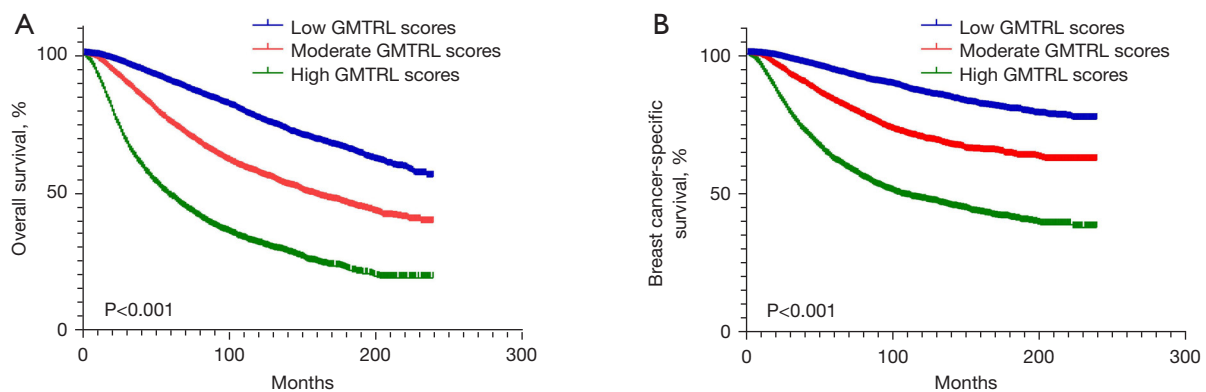 A
Low GMTRL scores
Moderate GMTRL scores
High GMTRL scores
Overall survival, %
100
50
0
P<0.001
0 100 200 300
Months
B
Low GMTRL scores
Moderate GMTRL scores
High GMTRL scores
Breast cancer-specific
survival, %
100
50
0
P<0.001
0 100 200 300
Months